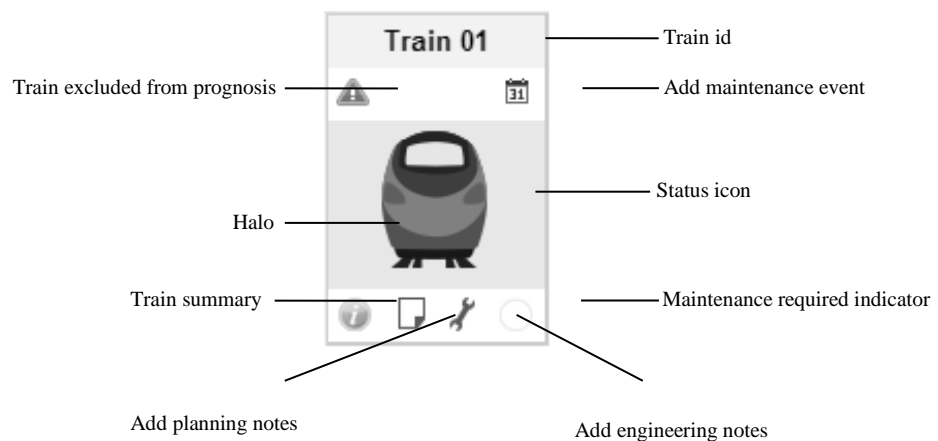 Train 01
Train id
Train excluded from prognosis
31
Add maintenance event
Status icon
Halo
Train summary
Maintenance required indicator
i
Add planning notes
Add engineering notes